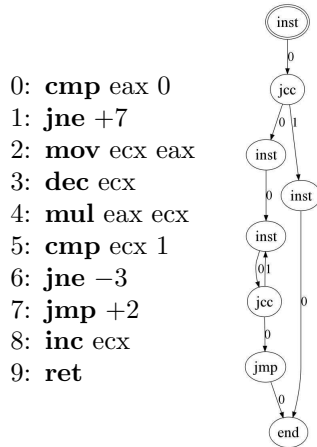 0: cmp eax 0
1: jne +7
2: mov ecx eax
3: dec ecx
4: mul eax ecx
5: cmp ecx 1
6: jne −3
7: jmp +2
8: inc ecx
9: ret
inst
0
jcc
0 1
inst
inst
0
inst
0 1
0
jcc
0
jmp
0
end